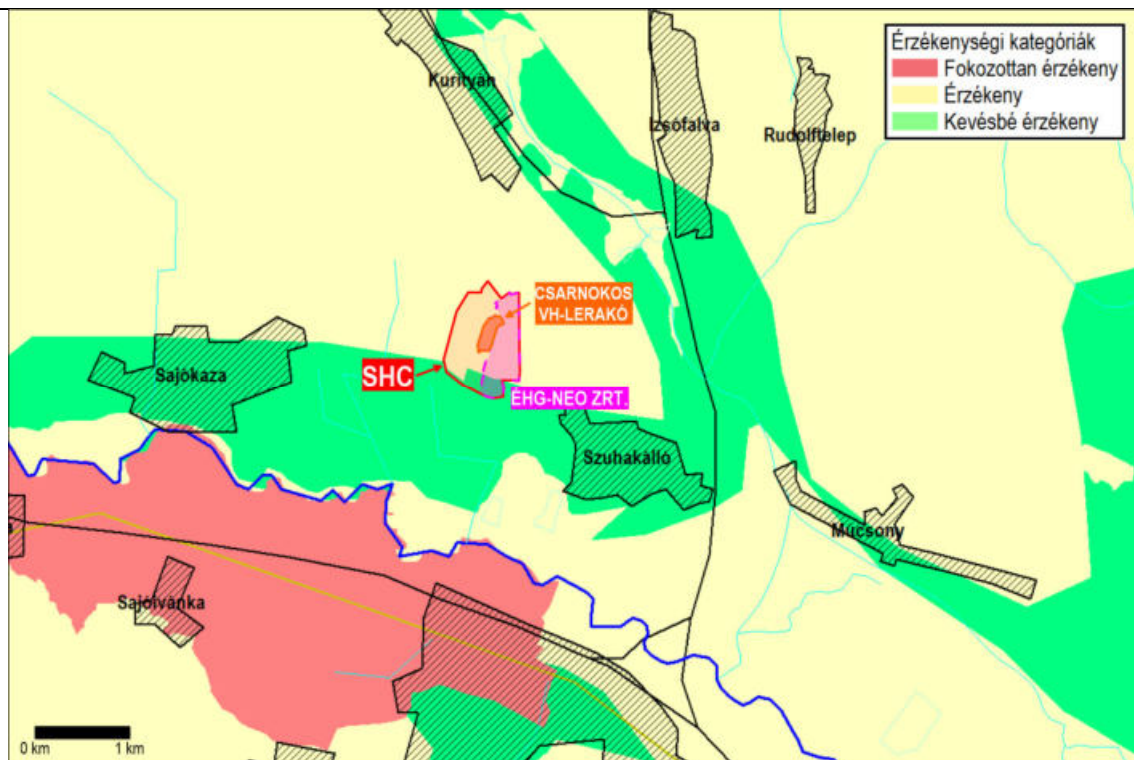 Érzékenységi kategóriák
Fokozottan érzékeny
Érzékeny
Kevésbé érzékeny
Kurityán
Izsófalva
Rudolftelep
CSARNOKOS
VH-LERAKÓ
SHC
ÉHG-NEO ZRT.
Sajókaza
Szuhakálló
Múcsony
Sajóivánka
0 km
1 km